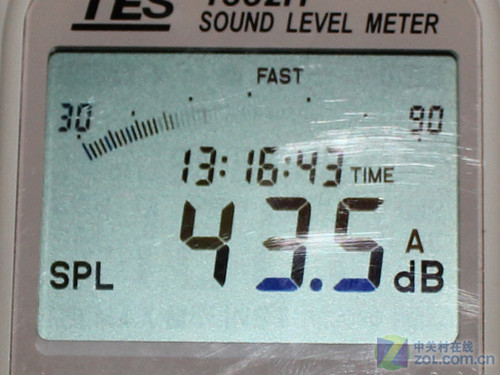 TES
SOUND LEVEL METER
FAST
30
90
13:16:43 TIME
SPL
43.5
A
dB
中关村在线
zol.com.cn